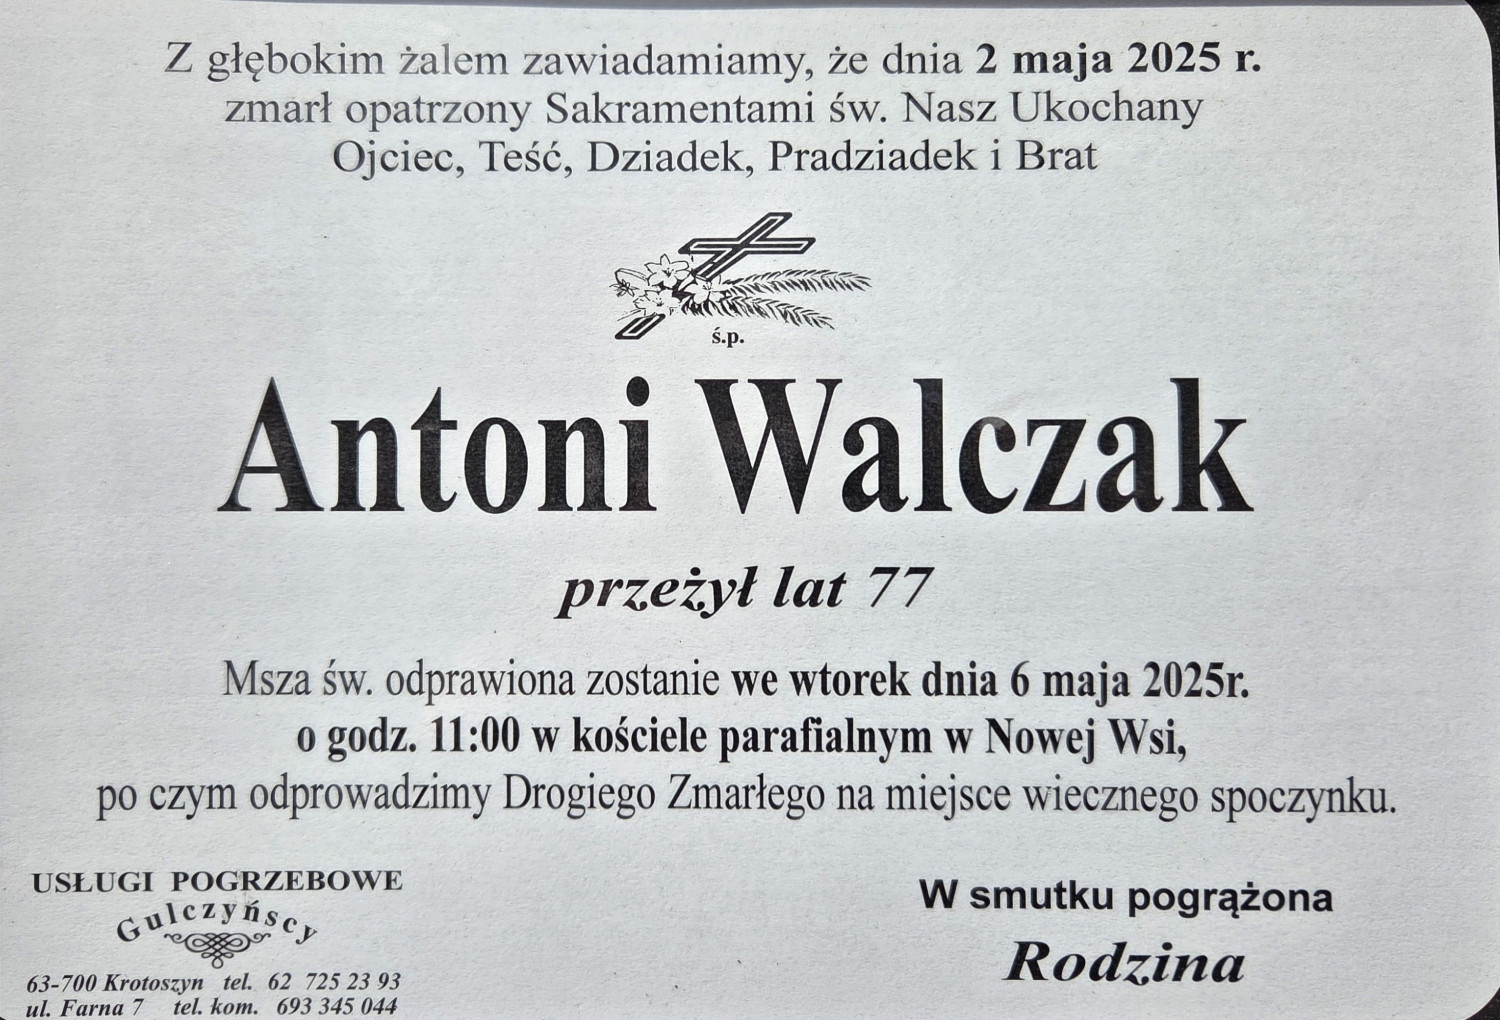 Z głębokim żalem zawiadamiamy, że dnia 2 maja 2025 r.
zmarł opatrzony Sakramentami św. Nasz Ukochany
Ojciec, Teść, Dziadek, Pradziadek i Brat
ś.p.
Antoni Walczak
przeżył lat 77
Msza św. odprawiona zostanie we wtorek dnia 6 maja 2025r.
o godz. 11:00 w kościele parafialnym w Nowej Wsi,
po czym odprowadzimy Drogiego Zmarłego na miejsce wiecznego spoczynku.
USŁUGI POGRZEBOWE
Gulczyńscy
63-700 Krotoszyn tel. 62 725 23 93
ul. Farna 7 tel. kom. 693 345 044
W smutku pogrążona
Rodzina